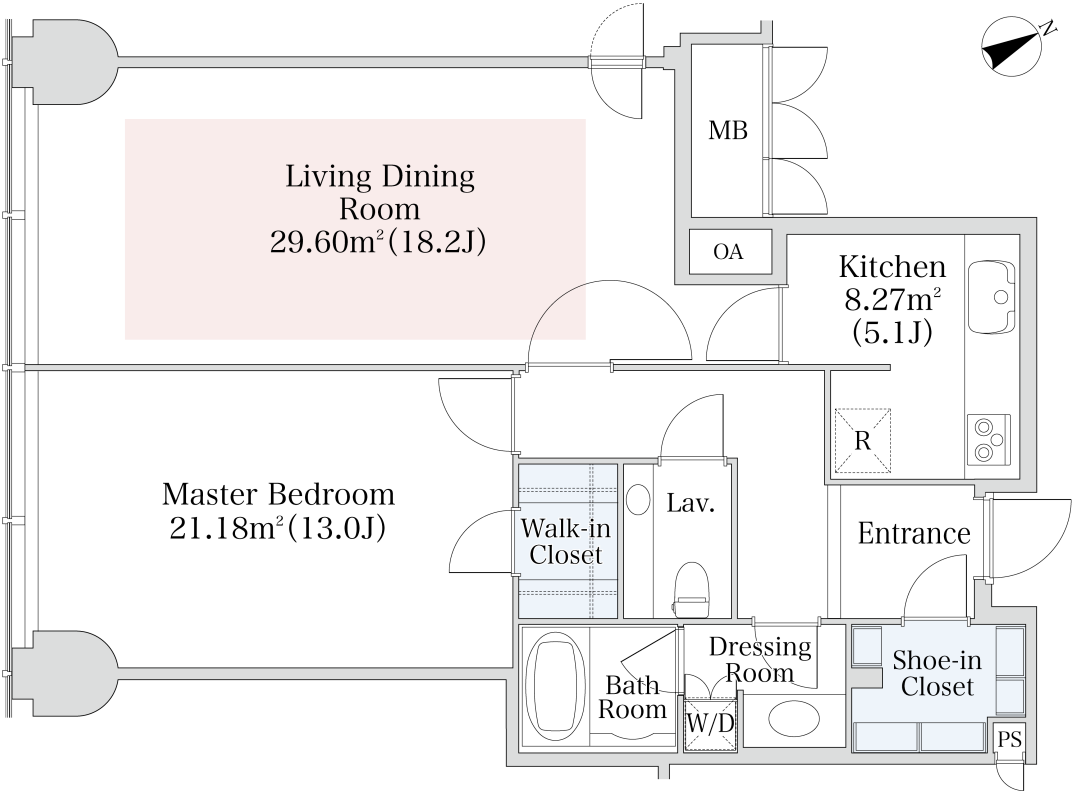 N
MB
Living Dining
Room
29.60m²(18.2J)
OA
Kitchen
8.27m²
(5.1J)
R
Master Bedroom
21.18m²(13.0J)
Walk-in
Closet
Lav.
Entrance
Dressing
Room
Shoe-in
Closet
Bath
Room
W/D
PS